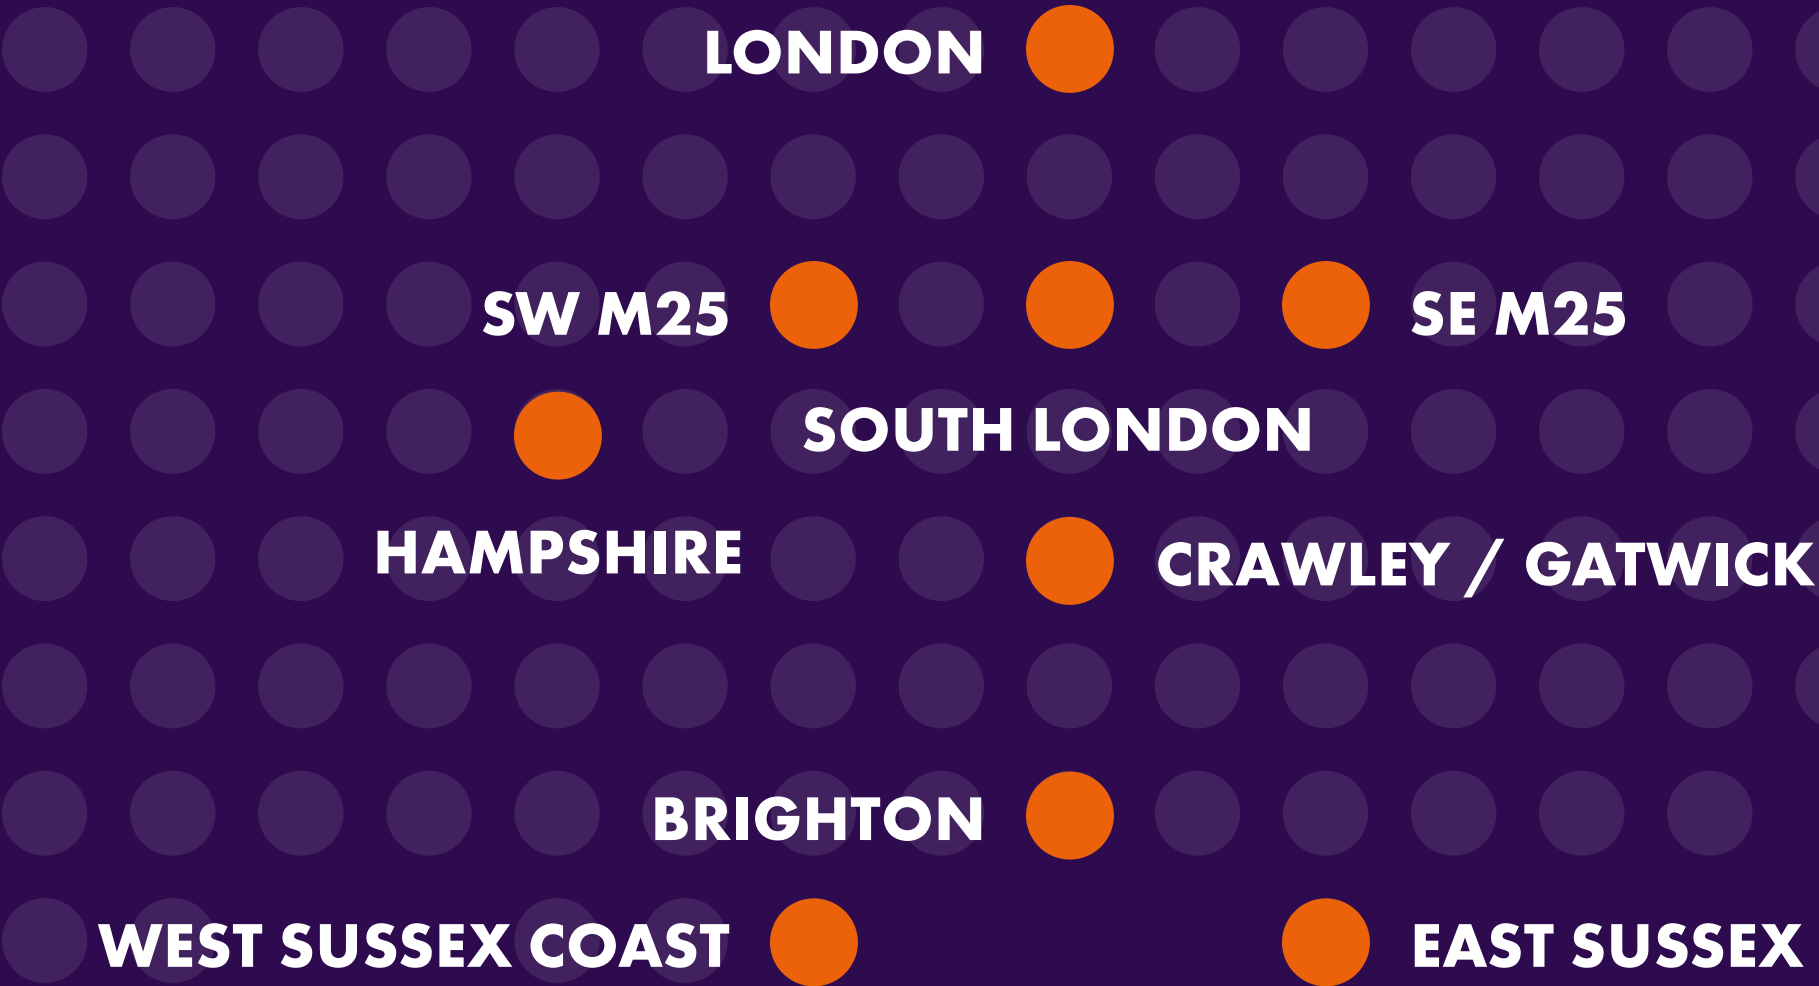 LONDON
SW M25
SE M25
SOUTH LONDON
HAMPSHIRE
CRAWLEY / GATWICK
BRIGHTON
WEST SUSSEX COAST
EAST SUSSEX